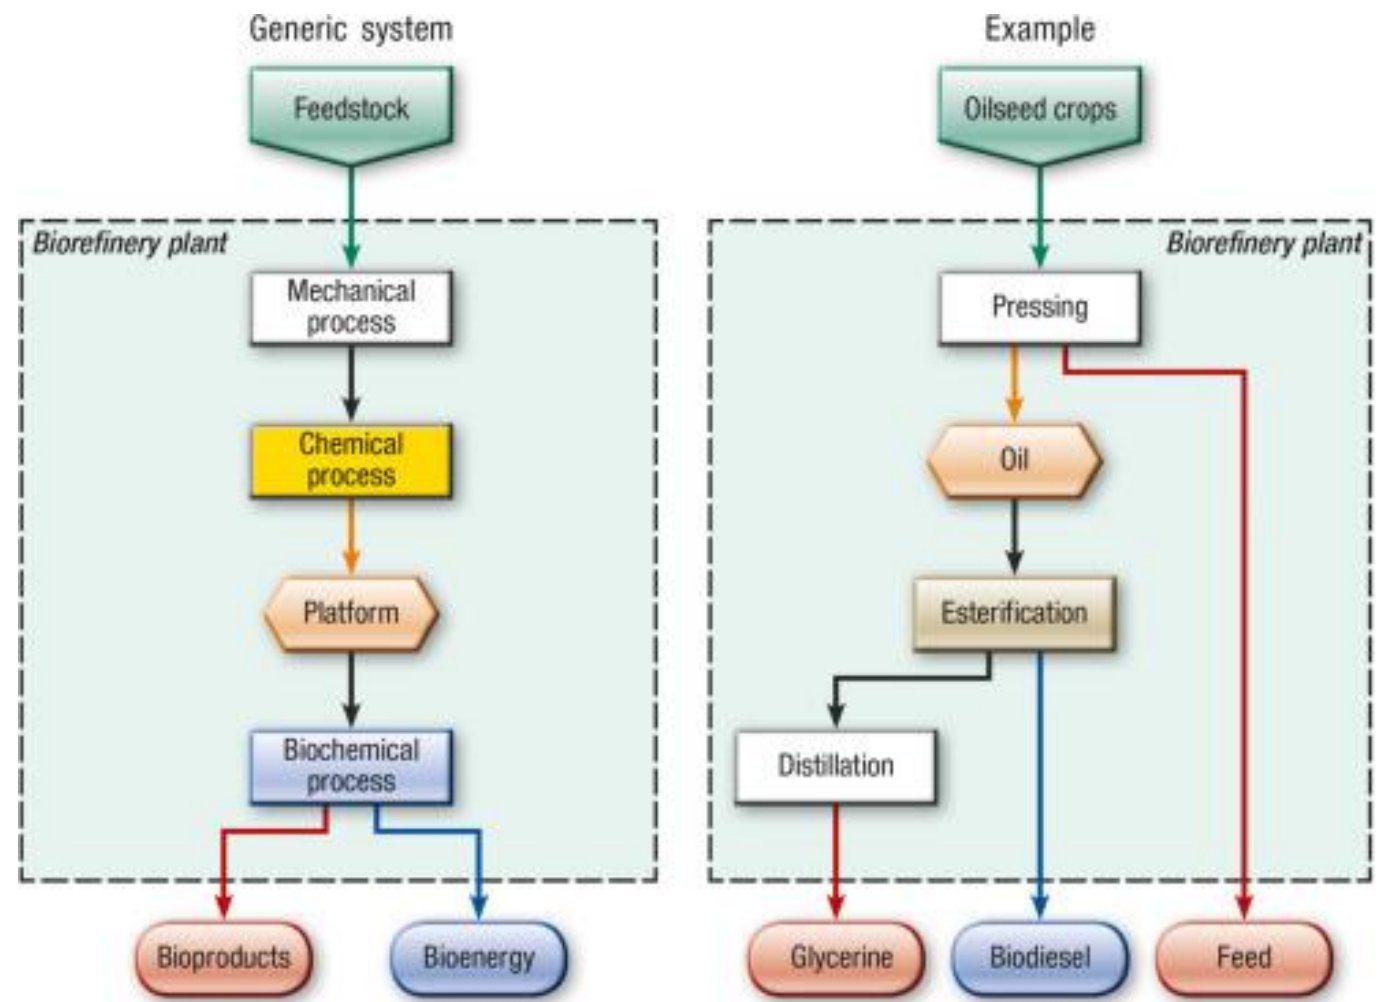 Generic system
Feedstock
Biorefinery plant
Mechanical
process
Chemical
process
Platform
Biochemical
process
Bioproducts
Bioenergy
Example
Oilseed crops
Biorefinery plant
Pressing
Oil
Esterification
Distillation
Glycerine
Biodiesel
Feed